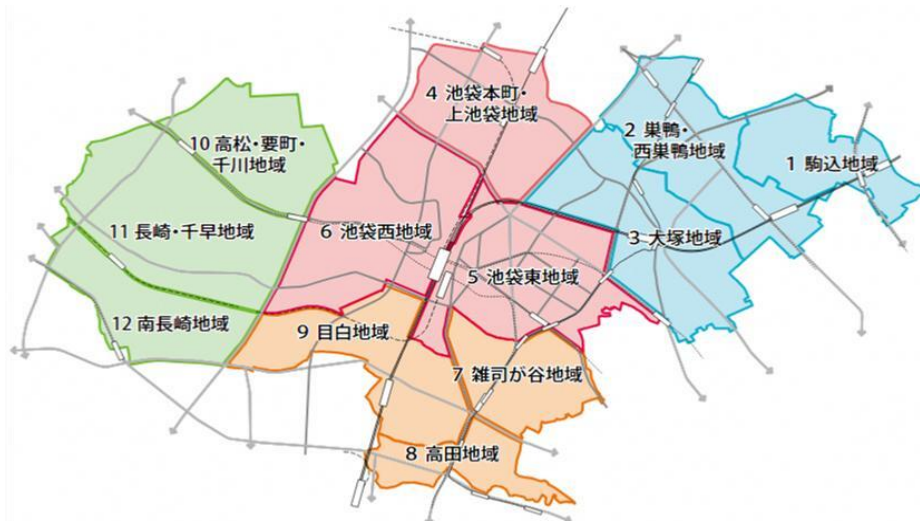 4 池袋本町・
上池袋地域
2 巣鴨・
西巣鴨地域
10 高松・要町・
千川地域
1 駒込地域
11 長崎・千早地域
6 池袋西地域
3 大塚地域
5 池袋東地域
12 南長崎地域
9 目白地域
7 雑司が谷地域
8 高田地域